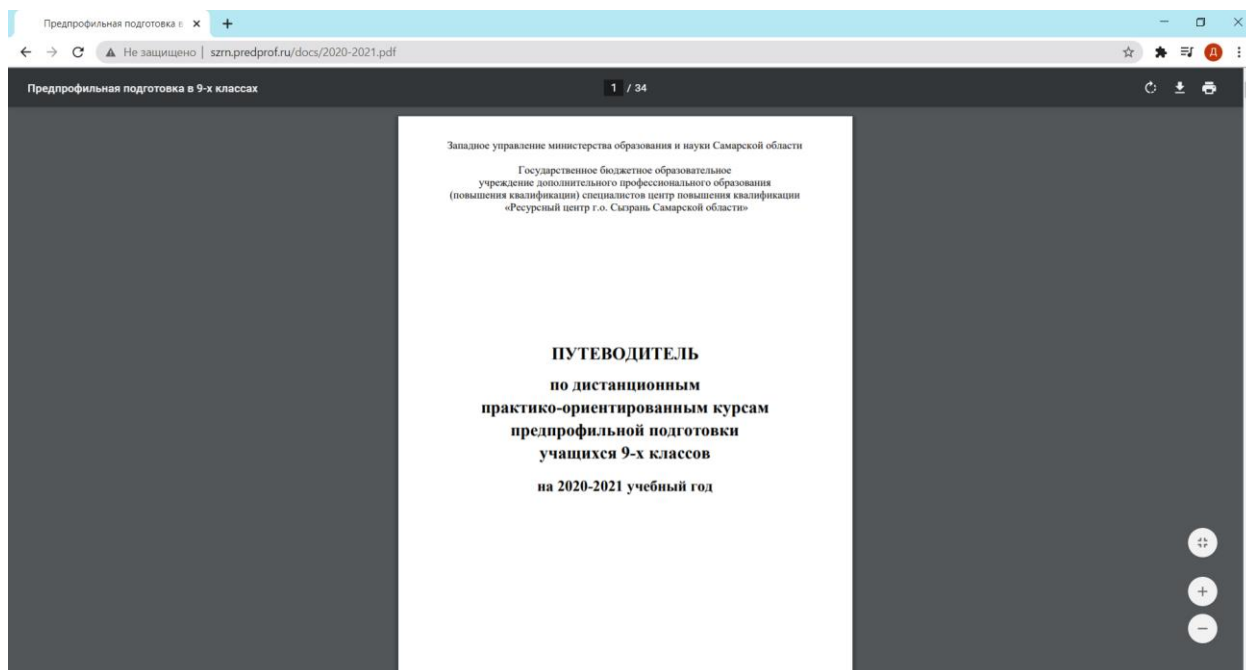 Предпрофильная подготовка в
Не защищено | szrn.predprof.ru/docs/2020-2021.pdf
Д
Предпрофильная подготовка в 9-х классах
1 / 34
Западное управление министерства образования и науки Самарской области
Государственное бюджетное образовательное
учреждение дополнительного профессионального образования
(повышения квалификации) специалистов центр повышения квалификации
«Ресурсный центр г.о. Сызрань Самарской области»
ПУТЕВОДИТЕЛЬ
по дистанционным
практико-ориентированным курсам
предпрофильной подготовки
учащихся 9-х классов
на 2020-2021 учебный год